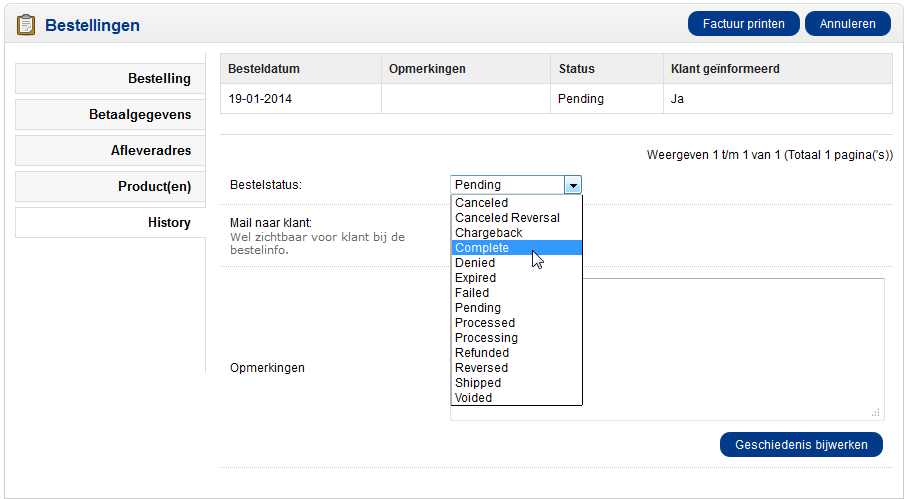 Bestellingen
Factuur printen
Annuleren
Bestelling
Betaalgegevens
Afleveradres
Product(en)
History
Besteldatum Opmerkingen Status Klant geïnformeerd
19-01-2014 Pending Ja
Weergeven 1 t/m 1 van 1 (Totaal 1 pagina('s))
Bestelstatus:
Pending
Canceled
Canceled Reversal
Chargeback
Complete
Denied
Expired
Failed
Pending
Processed
Processing
Refunded
Reversed
Shipped
Voided
Mail naar klant:
Wel zichtbaar voor klant bij de
bestelinfo.
Opmerkingen
Geschiedenis bijwerken